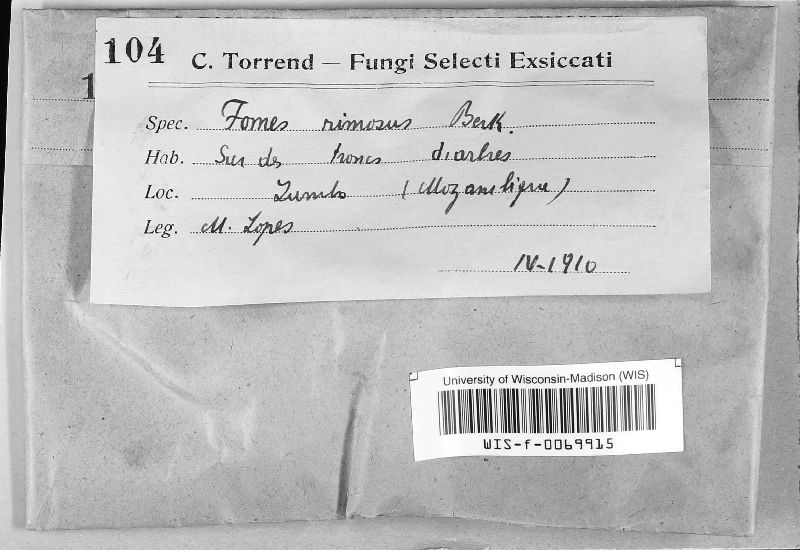 104 C. Torrend — Fungi Selecti Exsiccati
1
Spec. Fomes rimosus Berk.
Hab. Sur des troncs d'arbres
Loc. Zumbo (Mozambique)
Leg. M. Lopes
IV-1910
University of Wisconsin-Madison (WIS)
WIS-f-0069915